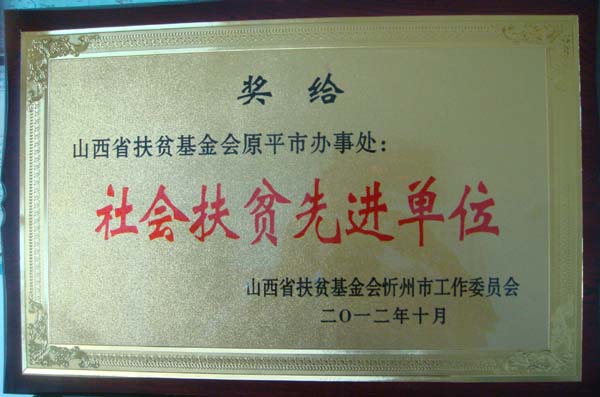 奖给
山西省扶贫基金会原平市办事处：
社会扶贫先进单位
山西省扶贫基金会忻州市工作委员会
二〇一二年十月